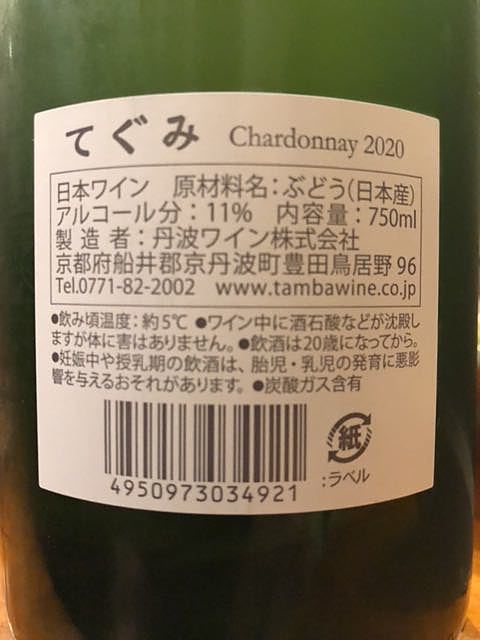 てぐみ Chardonnay 2020
日本ワイン 原材料名：ぶどう（日本産）
アルコール分：11% 内容量：750ml
製造者：丹波ワイン株式会社
京都府船井郡京丹波町豊田鳥居野 96
Tel.0771-82-2002 www.tambawine.co.jp
●飲み頃温度：約5℃ ●ワイン中に酒石酸などが沈殿し
ますが体に害はありません。●飲酒は20歳になってから。
●妊娠中や授乳期の飲酒は、胎児・乳児の発育に悪影
響を与えるおそれがあります。●炭酸ガス含有
紙
：ラベル
4950973034921